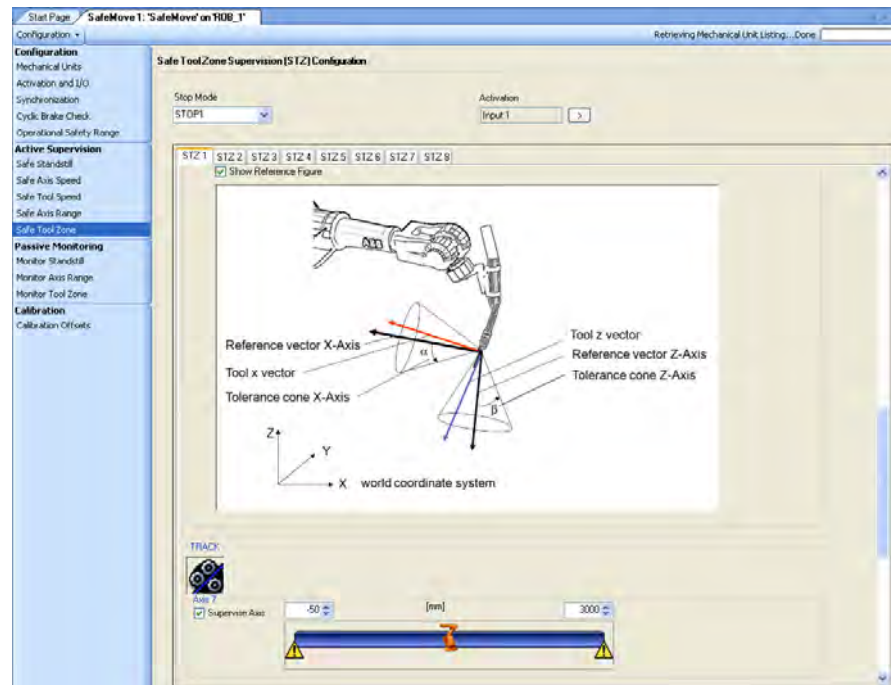 Start Page SafeMove 1: 'SafeMove' on 'ROB_1'
Configuration
Retrieving Mechanical Unit Listing...Done
Configuration
Mechanical Units
Activation and I/O
Synchronization
Cyclic Brake Check
Operational Safety Range
Active Supervision
Safe Standstill
Safe Axis Speed
Safe Tool Speed
Safe Axis Range
Safe Tool Zone
Passive Monitoring
Monitor Standstill
Monitor Axis Range
Monitor Tool Zone
Calibration
Calibration Offsets
Safe Tool Zone Supervision (STZ) Configuration
Stop Mode
STOP1
Activation
Input 1 >
STZ 1 STZ 2 STZ 3 STZ 4 STZ 5 STZ 6 STZ 7 STZ 8
Show Reference Figure
ABB
Reference vector X-Axis
Tool x vector
Tolerance cone X-Axis
α
Tool z vector
Reference vector Z-Axis
Tolerance cone Z-Axis
β
Z
Y
X world coordinate system
TRACK
Axis 7
Supervise Axis
-50 [mm] 3000